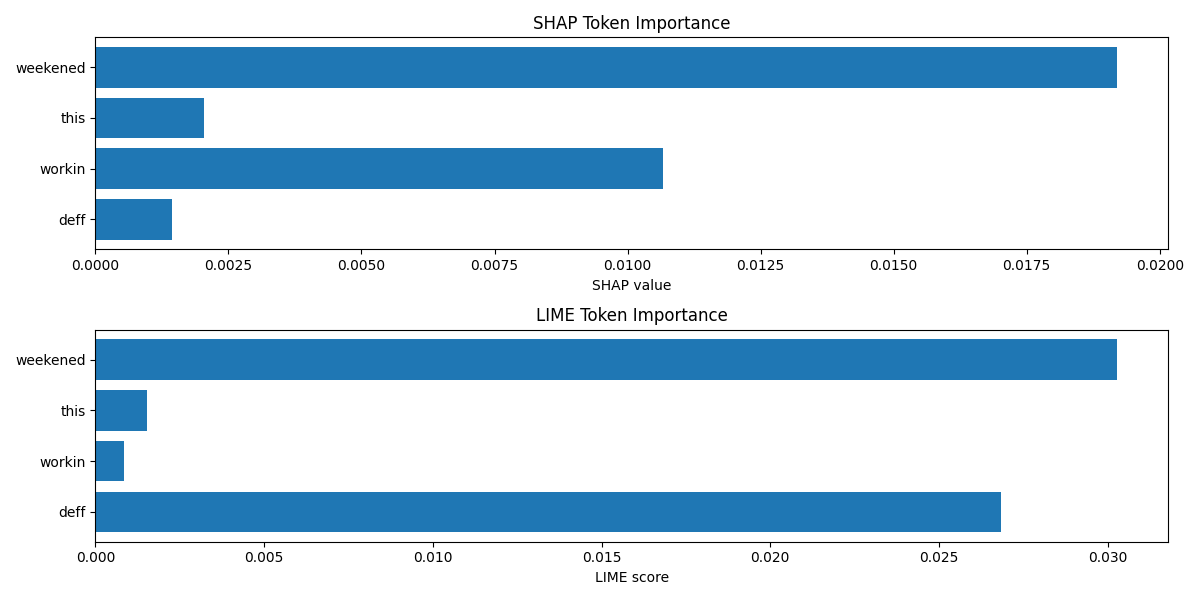 SHAP Token Importance
weekened
this
workin
deff
0.0000 0.0025 0.0050 0.0075 0.0100 0.0125 0.0150 0.0175 0.0200
SHAP value
LIME Token Importance
weekened
this
workin
deff
0.000 0.005 0.010 0.015 0.020 0.025 0.030
LIME score